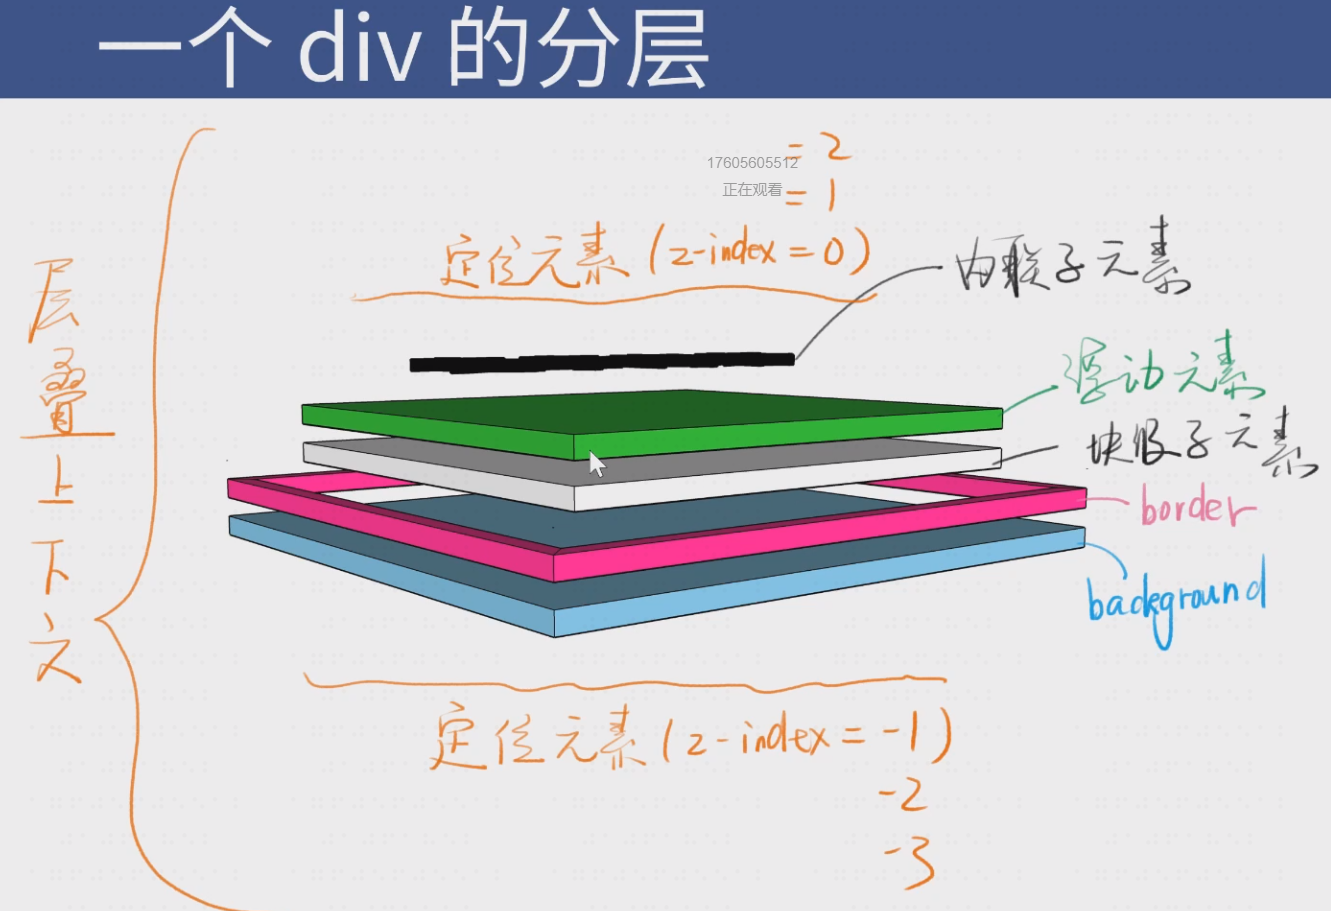 一个 div 的分层
= 2
17605605512
正在观看
= 1
定位元素 (z-index = 0)
内联子元素
浮动元素
块级子元素
border
background
层叠上下文
定位元素 (z-index = -1)
-2
-3